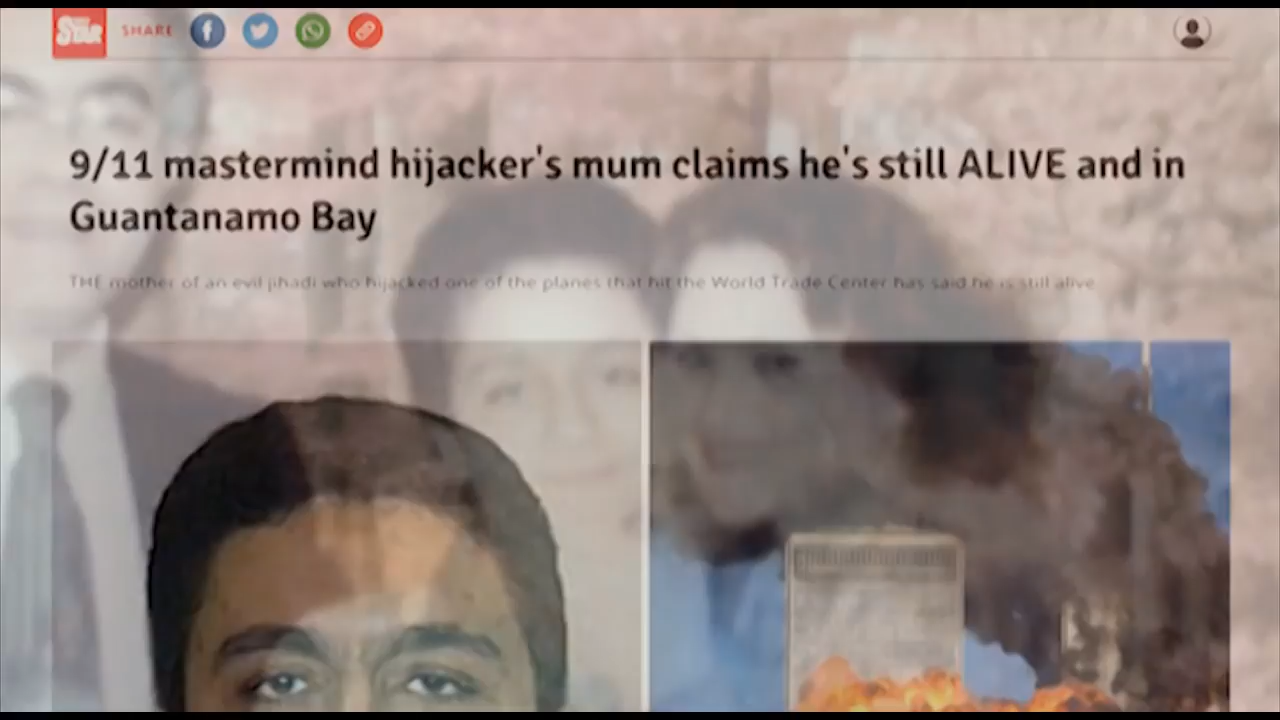 Star
SHARE
9/11 mastermind hijacker's mum claims he's still ALIVE and in
Guantanamo Bay
THE mother of an evil jihadi who hijacked one of the planes that hit the World Trade Center has said he is still alive